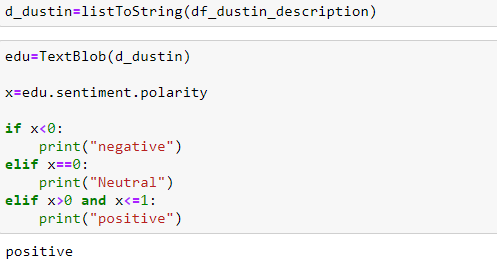 d_dustin=listToString(df_dustin_description)
edu=TextBlob(d_dustin)
x=edu.sentiment.polarity
if x<0:
    print("negative")
elif x==0:
    print("Neutral")
elif x>0 and x<=1:
    print("positive")
positive